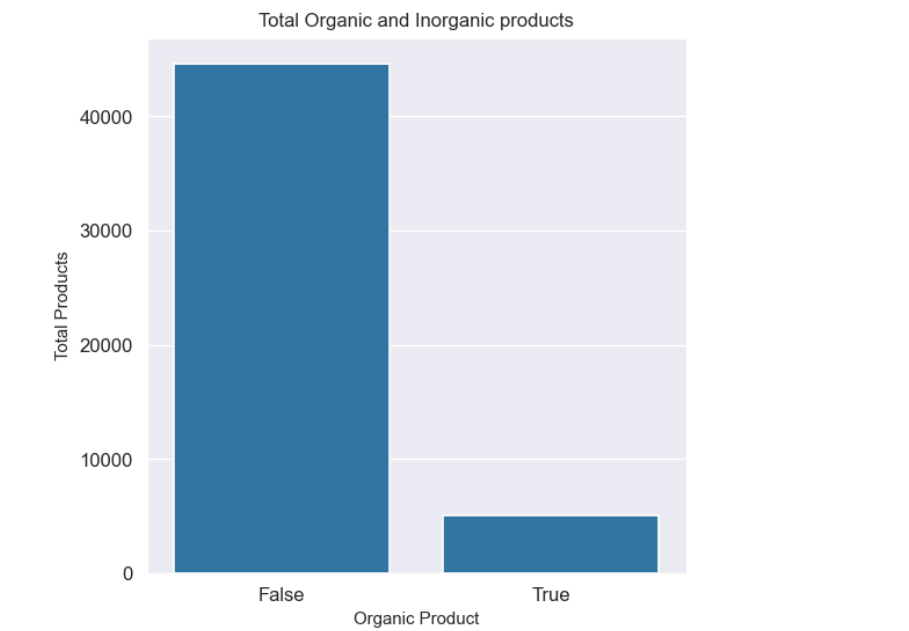 Total Organic and Inorganic products
Total Products
40000
30000
20000
10000
0
False True
Organic Product